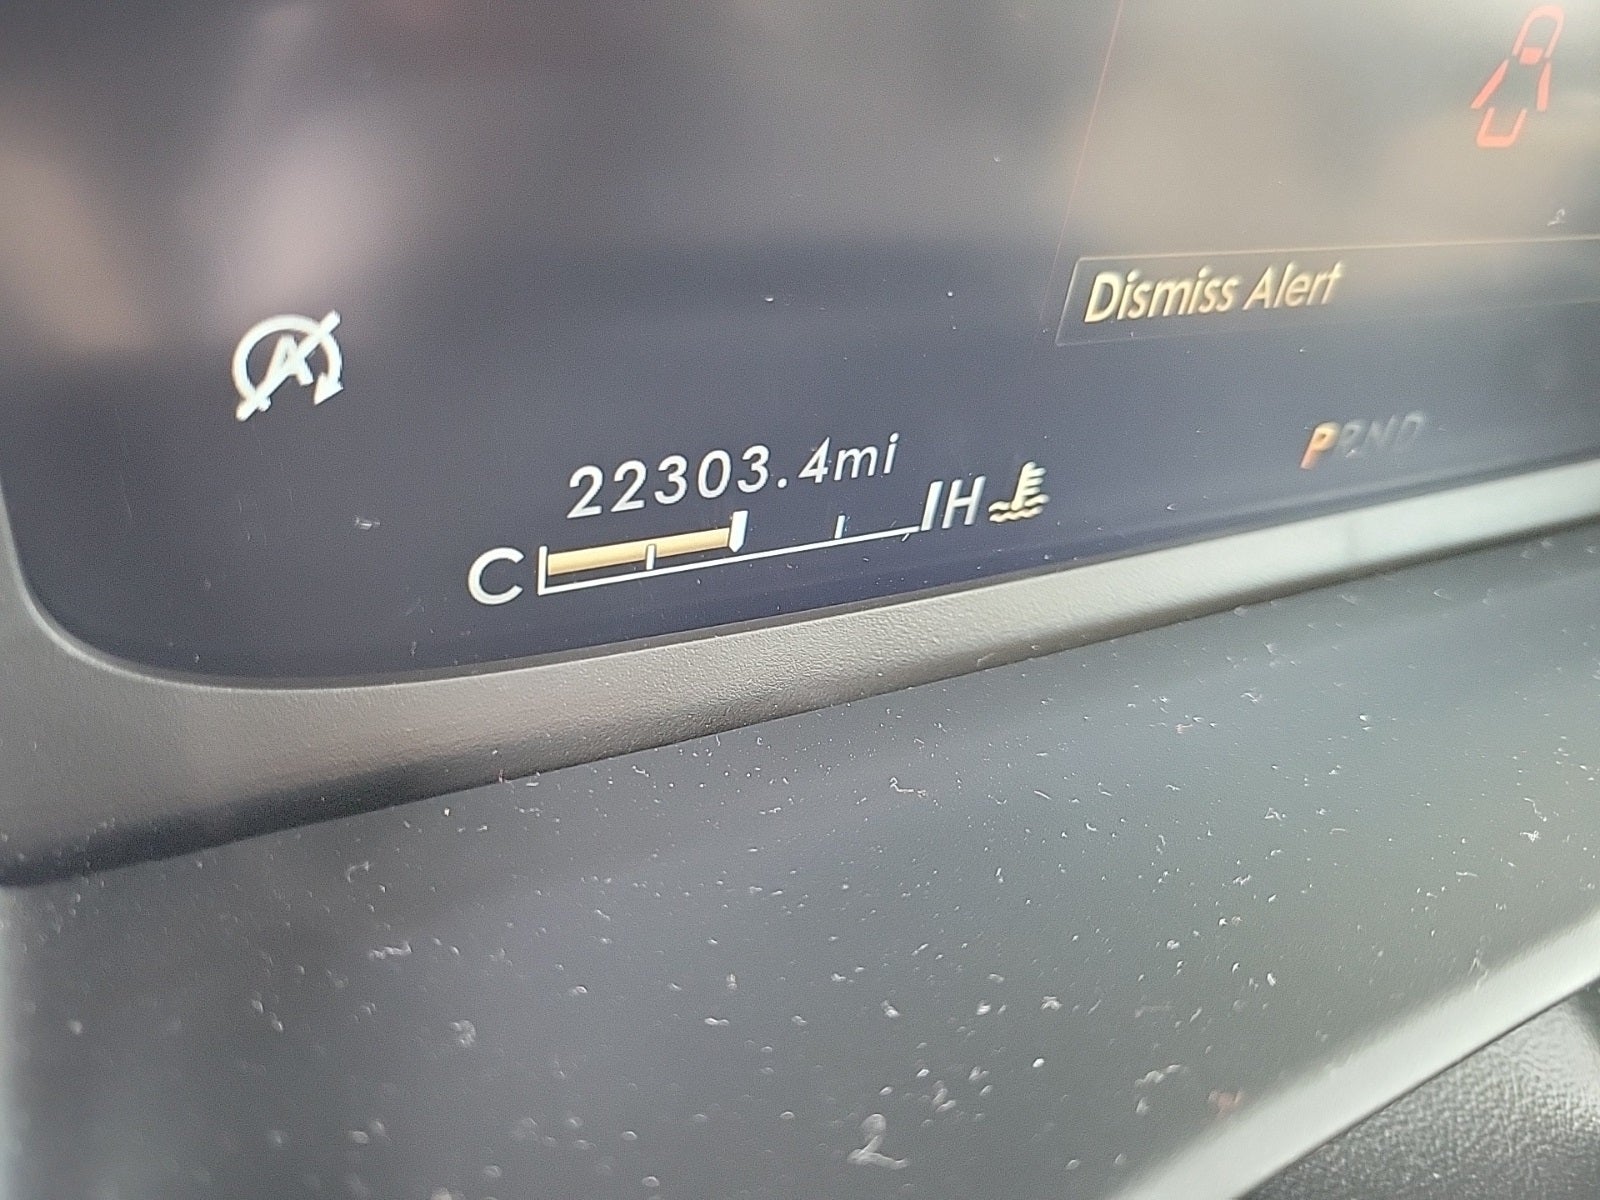 Dismiss Alert
A
PRND
22303.4mi
C H